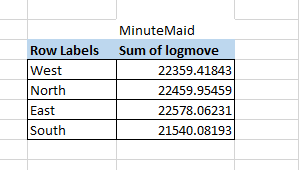 MinuteMaid
Row Labels Sum of logmove
West 22359.41843
North 22459.95459
East 22578.06231
South 21540.08193